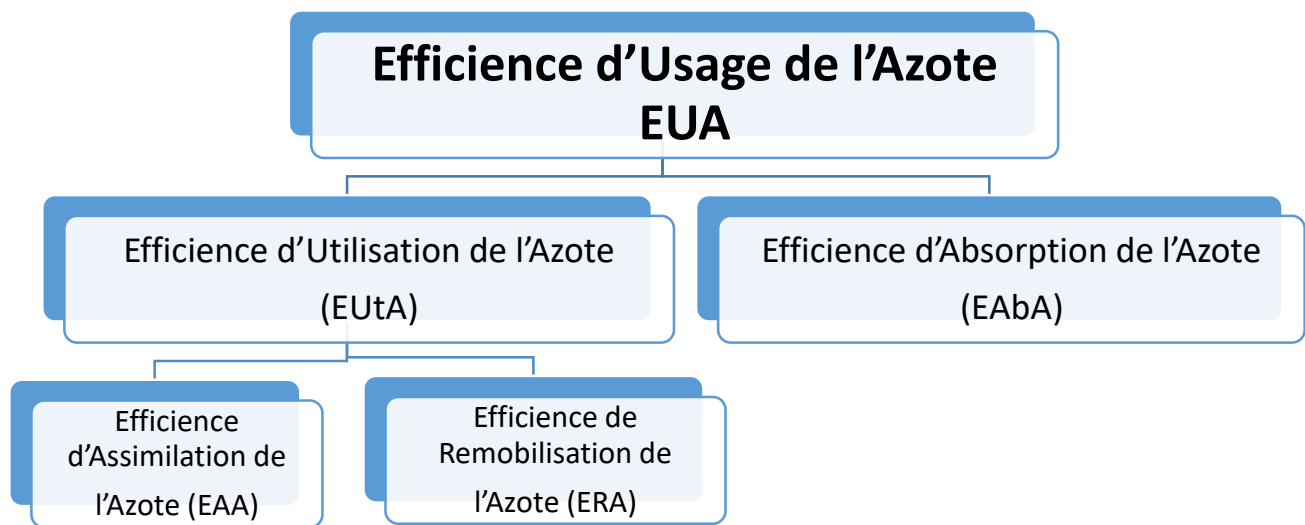 Efficience d’Usage de l’Azote
EUA
Efficience d’Utilisation de l’Azote
(EUtA)
Efficience d’Absorption de l’Azote
(EAbA)
Efficience
d’Assimilation de
l’Azote (EAA)
Efficience de
Remobilisation de
l’Azote (ERA)